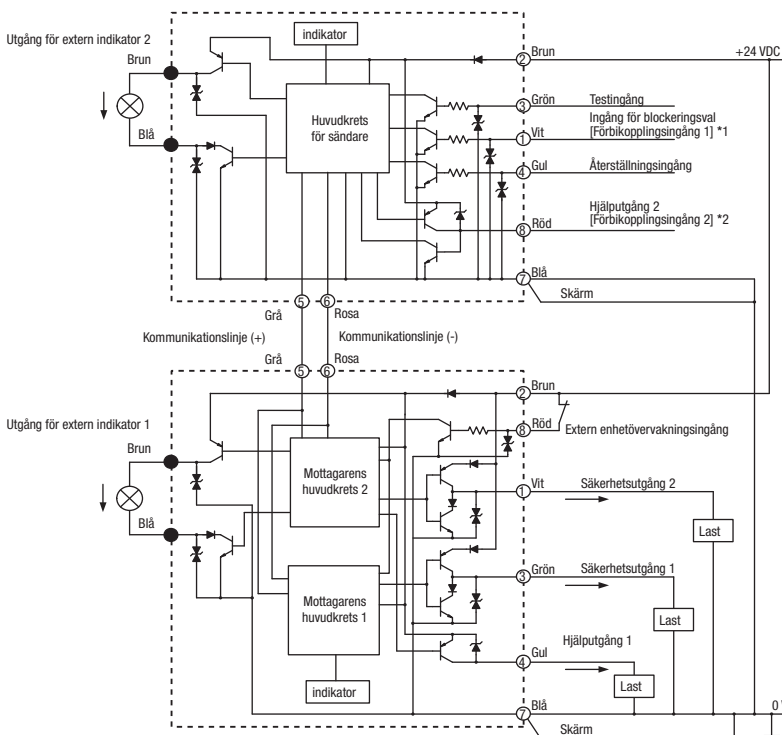 Utgång för extern indikator 2
indikator
Brun
Brun
+24 VDC
2
Huvudkrets
för sändare
3
Grön
Testingång
Ingång för blockeringsval
1
Vit
[Förbikopplingsingång 1] *1
Blå
4
Gul
Återställningsingång
Hjälputgång 2
8
Röd
[Förbikopplingsingång 2] *2
7
Blå
Skärm
5
6
Grå
Rosa
Kommunikationslinje (+)
Kommunikationslinje (-)
Grå
Rosa
5
6
2
Brun
Utgång för extern indikator 1
8
Röd
Extern enhetövervakningsingång
Brun
Mottagarens
huvudkrets 2
1
Vit
Säkerhetsutgång 2
Blå
Last
3
Grön
Säkerhetsutgång 1
Mottagarens
huvudkrets 1
Last
4
Gul
Hjälputgång 1
indikator
Last
7
Blå
0
Skärm